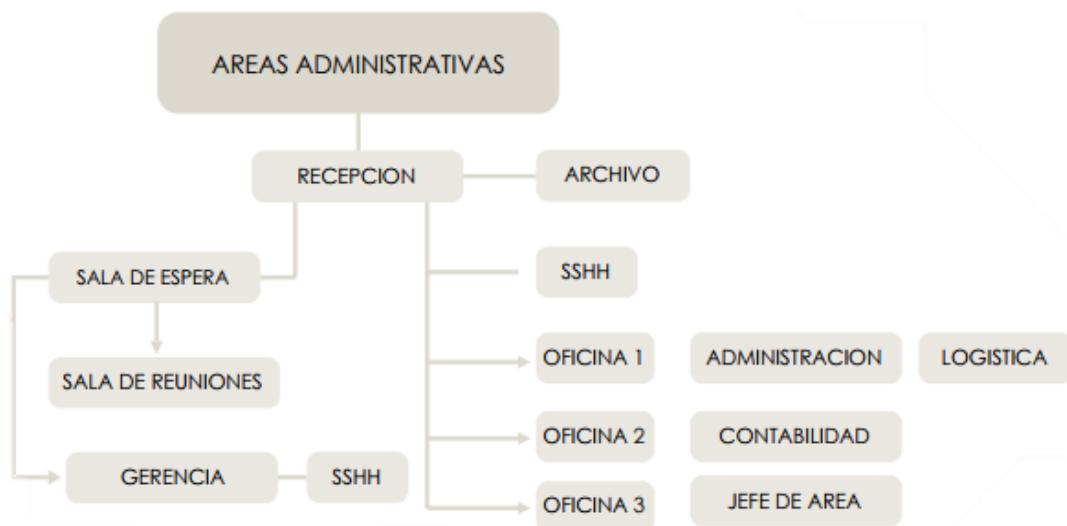 AREAS ADMINISTRATIVAS
RECEPCION
ARCHIVO
SALA DE ESPERA
SSHH
SALA DE REUNIONES
OFICINA 1
ADMINISTRACION
LOGISTICA
OFICINA 2
CONTABILIDAD
GERENCIA
SSHH
OFICINA 3
JEFE DE AREA